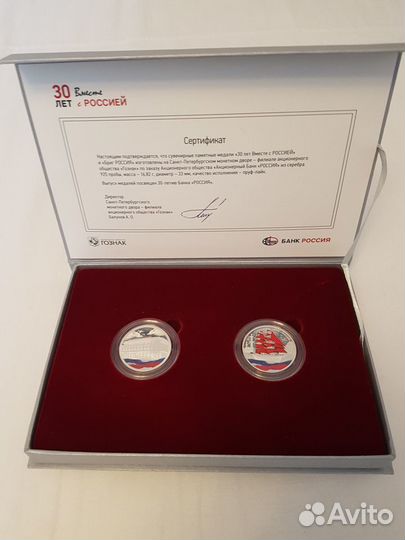 30 Вместе
ЛЕТ с РОССИЕЙ
Сертификат
Настоящим подтверждается, что сувенирные памятные медали «30 лет Вместе с РОССИЕЙ»
и «Бриг РОССИЯ» изготовлены на Санкт-Петербургском монетном дворе – филиале акционерного
общества «Гознак» по заказу Акционерного общества «Акционерный Банк «РОССИЯ» из серебра
925 пробы, масса – 16,82 г, диаметр – 33 мм, качество исполнения – пруф-лайк.
Выпуск медалей посвящен 30-летию Банка «РОССИЯ».
Директор
Санкт-Петербургского
монетного двора – филиала
акционерного общества «Гознак»
А. О.
ГОЗНАК
БАНК РОССИЯ
Avito